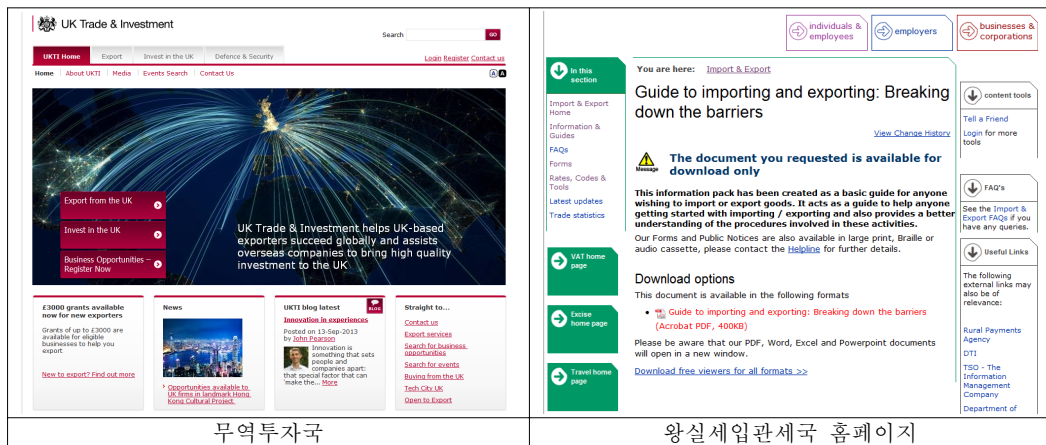 UK Trade & Investment
Search
GO
UKTI Home
Export
Invest in the UK
Defence & Security
Login Register Contact us
Home
About UKTI
Media
Events Search
Contact Us
A A
Export from the UK
Invest in the UK
Business Opportunities –
Register Now
UK Trade & Investment helps UK-based
exporters succeed globally and assists
overseas companies to bring high quality
investment to the UK
£3000 grants available
now for new exporters
Grants of up to £3000 are
available for eligible
businesses to help you
export
New to export? Find out more
News
Opportunities available to
UK firms in landmark Hong
Kong Cultural Project
UKTI blog latest
BLOG
Innovation in experiences
Posted on 13-Sep-2013
by John Pearson
Innovation is
something that sets
people and
companies apart:
that special factor that can
'make the... More
Straight to...
Contact us
Export services
Search for business
opportunities
Search for events
Buying from the UK
Tech City UK
Open to Export
무역투자국
individuals &
employees
employers
businesses &
corporations
In this
section
Import & Export
Home
Information &
Guides
FAQs
Forms
Rates, Codes &
Tools
Latest updates
Trade statistics
VAT home
page
Excise
home page
Travel home
page
You are here: Import & Export
Guide to importing and exporting: Breaking
down the barriers
View Change History
Message
The document you requested is available for
download only
This information pack has been created as a basic guide for anyone
wishing to import or export goods. It acts as a guide to help anyone
getting started with importing / exporting and also provides a better
understanding of the procedures involved in these activities.
Our Forms and Public Notices are also available in large print, Braille or
audio cassette, please contact the Helpline for further details.
Download options
This document is available in the following formats
• Guide to importing and exporting: Breaking down the barriers
(Acrobat PDF, 400KB)
Please be aware that our PDF, Word, Excel and Powerpoint documents
will open in a new window.
Download free viewers for all formats >>
content tools
Tell a Friend
Login for more
tools
FAQ's
See the Import &
Export FAQs if you
have any queries.
Useful Links
The following
external links may
also be of
relevance:
Rural Payments
Agency
DTI
TSO - The
Information
Management
Company
Department of
왕실세입관세국 홈페이지